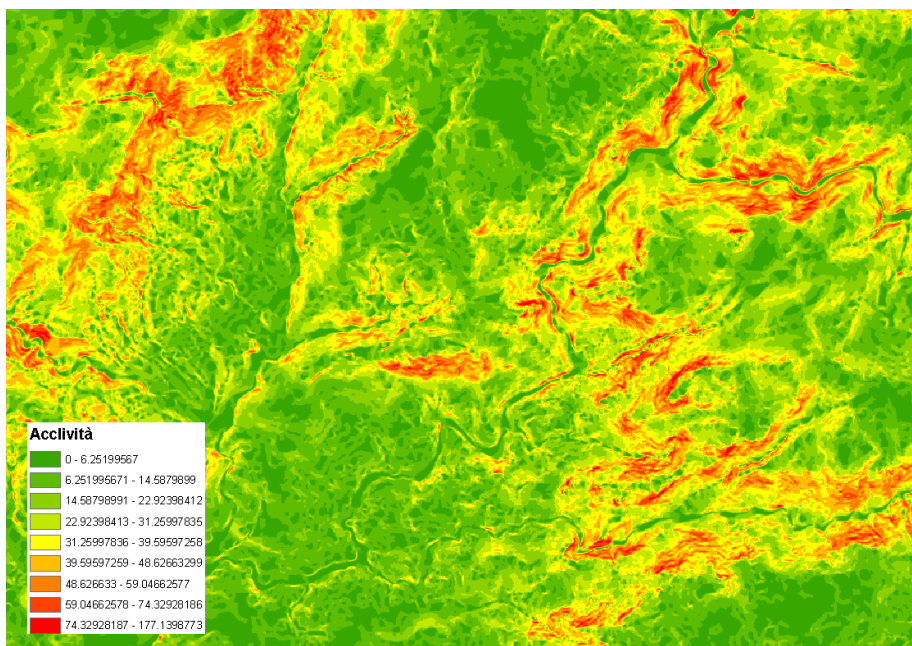 Acclività
0 - 6.25199567
6.251995671 - 14.5879899
14.58798991 - 22.92398412
22.92398413 - 31.25997835
31.25997836 - 39.59597258
39.59597259 - 48.62663299
48.626633 - 59.04662577
59.04662578 - 74.32928186
74.32928187 - 177.1398773